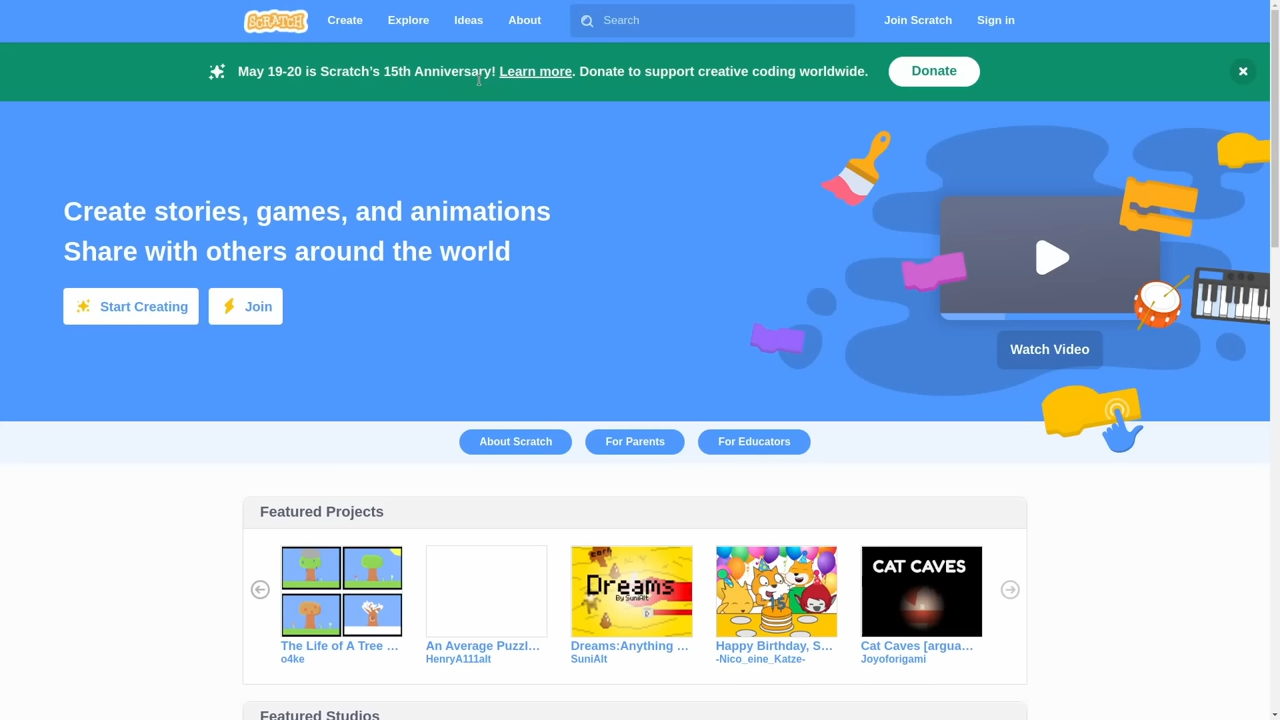 SCRATCH
Create
Explore
Ideas
About
Search
Join Scratch
Sign in
May 19-20 is Scratch's 15th Anniversary! Learn more. Donate to support creative coding worldwide.
Donate
Create stories, games, and animations
Share with others around the world
Start Creating
Join
Watch Video
About Scratch
For Parents
For Educators
Featured Projects
Dreams
By SuniAlt
CAT CAVES
The Life of A Tree ...
An Average Puzzl...
Dreams:Anything ...
Happy Birthday, S...
Cat Caves [argua...
o4ke
HenryA111alt
SuniAlt
-Nico_eine_Katze-
Joyoforigami
Featured Studios